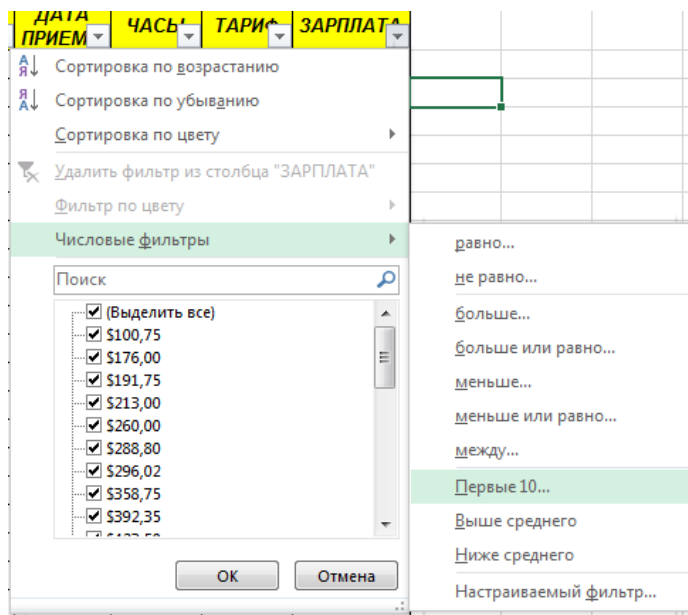 ДАТА ПРИЕМ
ЧАСЫ
ТАРИФ
ЗАРПЛАТА
Сортировка по возрастанию
Сортировка по убыванию
Сортировка по цвету
Удалить фильтр из столбца "ЗАРПЛАТА"
Фильтр по цвету
Числовые фильтры
Поиск
(Выделить все)
$100,75
$176,00
$191,75
$213,00
$260,00
$288,80
$296,02
$358,75
$392,35
ОК
Отмена
равно...
не равно...
больше...
больше или равно...
меньше...
меньше или равно...
между...
Первые 10...
Выше среднего
Ниже среднего
Настраиваемый фильтр...